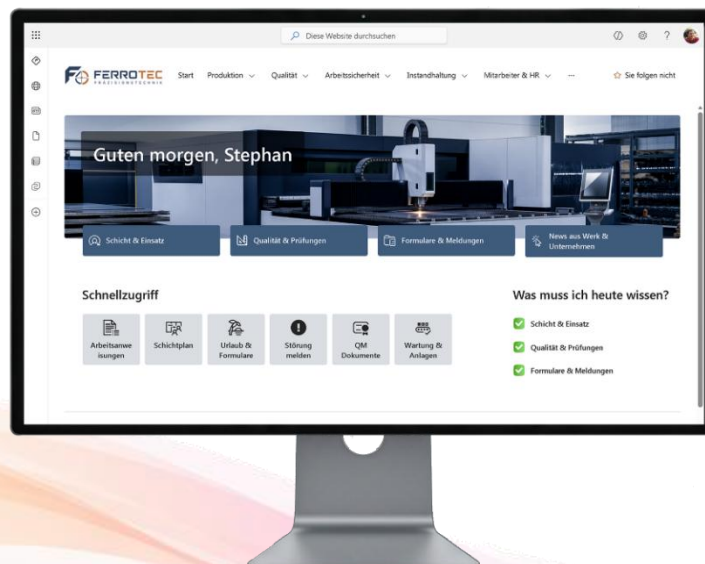 Diese Website durchsuchen
FERROTEC
PRÄZISIONSTECHNIK
Start
Produktion
Qualität
Arbeitssicherheit
Instandhaltung
Mitarbeiter & HR
...
Sie folgen nicht
Guten morgen, Stephan
Schicht & Einsatz
Qualität & Prüfungen
Formulare & Meldungen
News aus Werk &
Unternehmen
Schnellzugriff
Arbeitsanwe
isungen
Schichtplan
Urlaub &
Formulare
Störung
melden
QM
Dokumente
Wartung &
Anlagen
Was muss ich heute wissen?
Schicht & Einsatz
Qualität & Prüfungen
Formulare & Meldungen